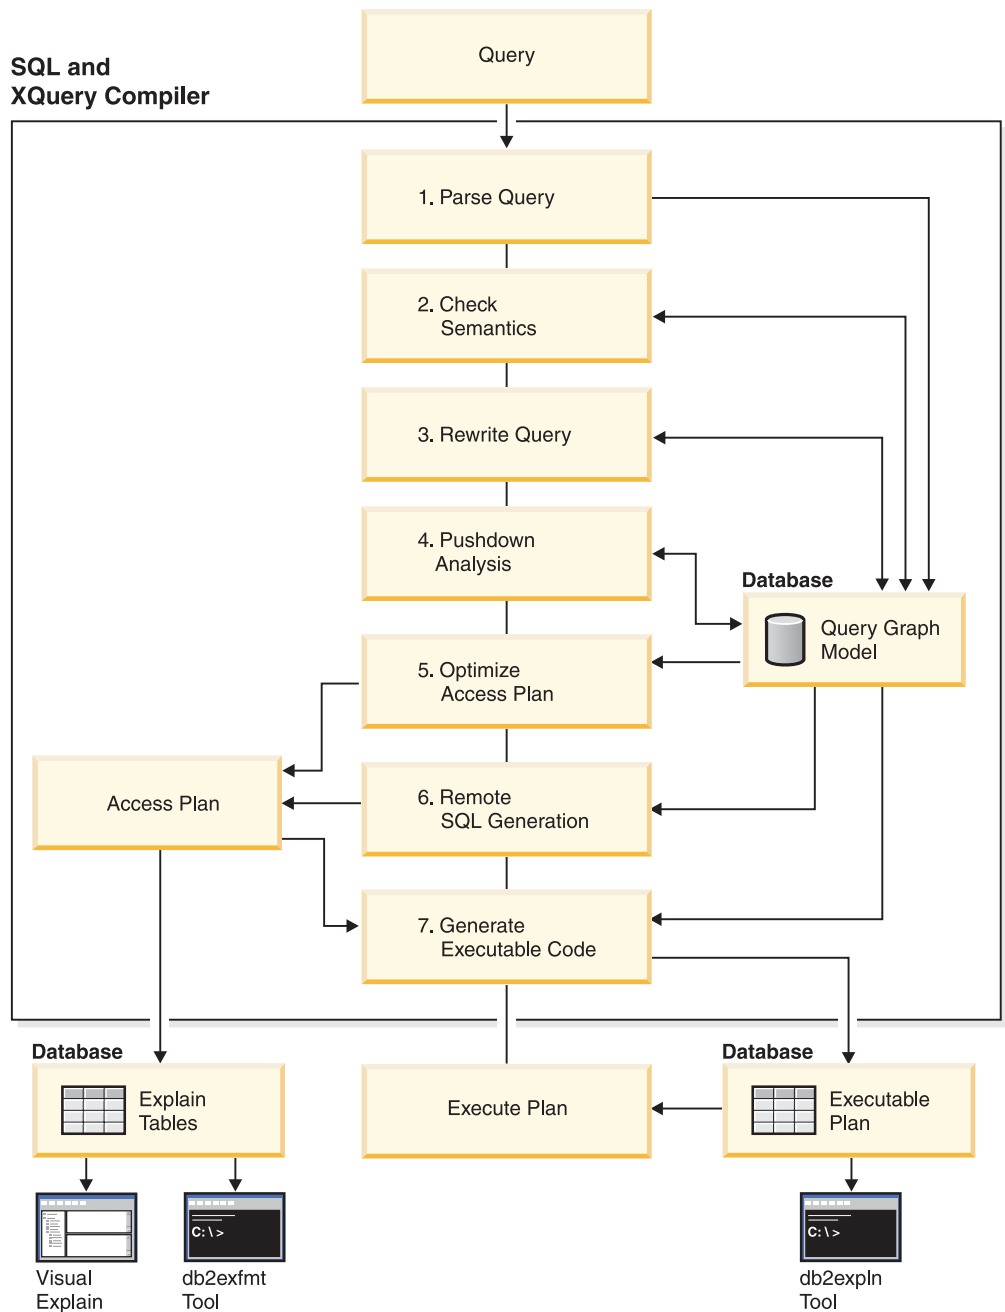 Query
SQL and
XQuery Compiler
1. Parse Query
2. Check
Semantics
3. Rewrite Query
4. Pushdown
Analysis
Database
Query Graph
Model
5. Optimize
Access Plan
Access Plan
6. Remote
SQL Generation
7. Generate
Executable Code
Database
Explain
Tables
Execute Plan
Database
Executable
Plan
C: \ >
C: \ >
Visual
Explain
db2exfmt
Tool
db2expln
Tool